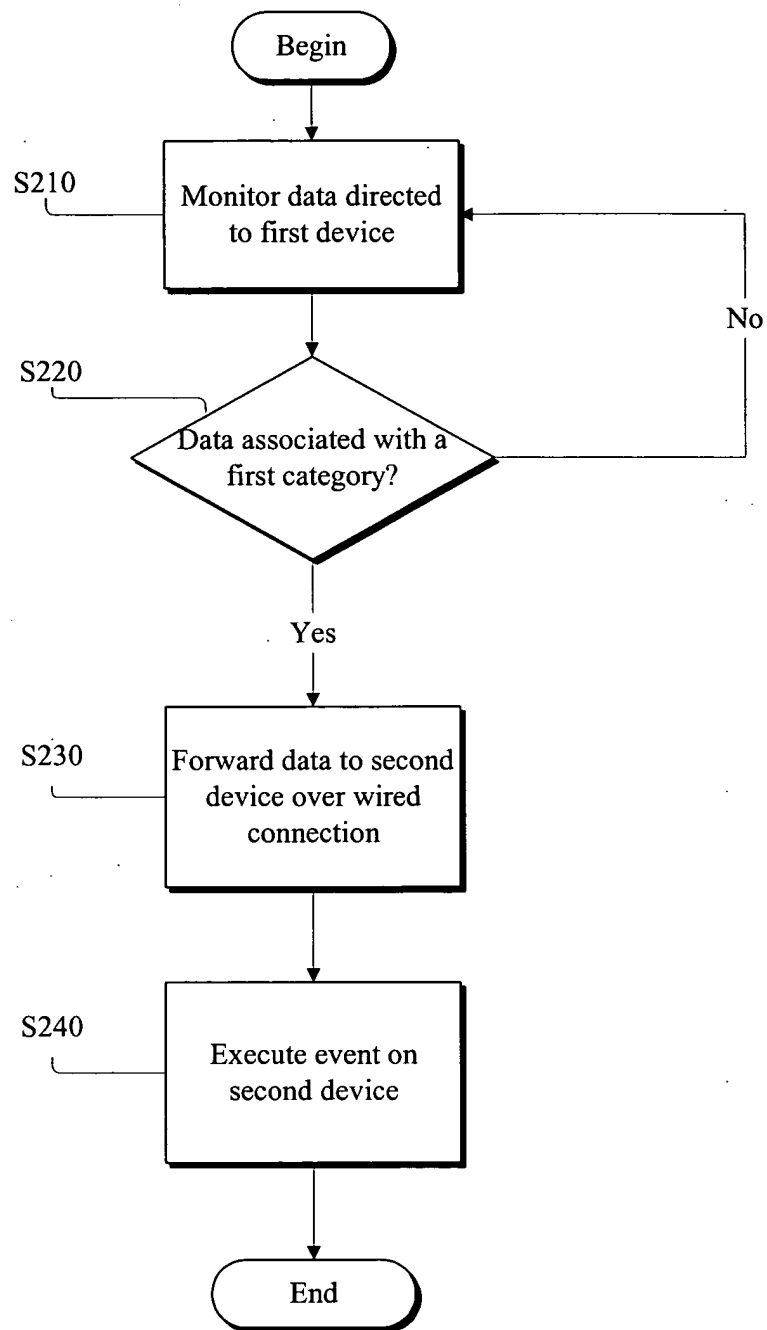 Begin
S210
Monitor data directed
to first device
No
S220
Data associated with a
first category?
Yes
S230
Forward data to second
device over wired
connection
S240
Execute event on
second device
End